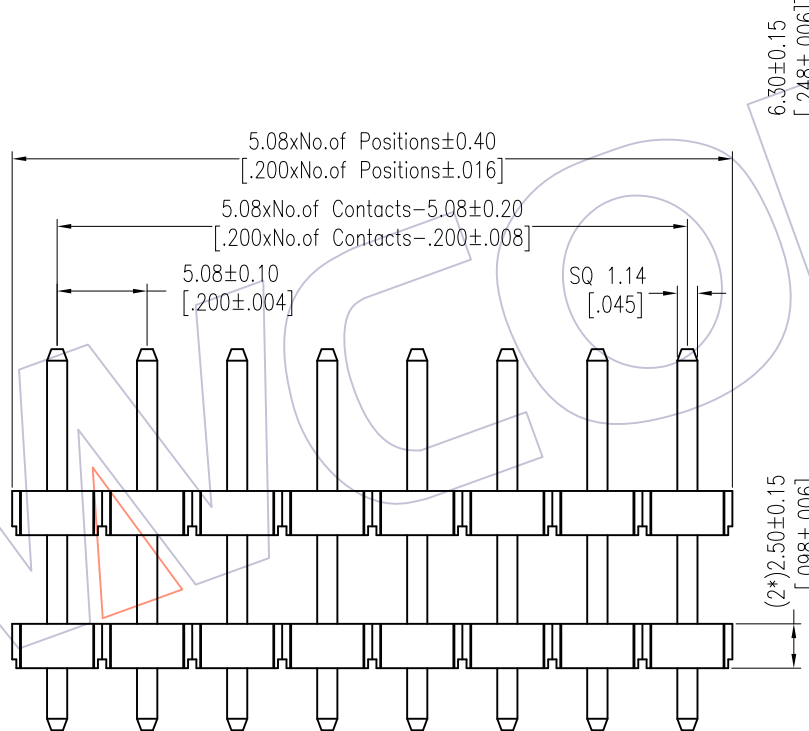 6.30±0.15
[.248±.006]
5.08xNo.of Positions±0.40
[.200xNo.of Positions±.016]
5.08xNo.of Contacts-5.08±0.20
[.200xNo.of Contacts-.200±.008]
5.08±0.10
[.200±.004]
SQ 1.14
[.045]
(2*)2.50±0.15
[.098±.006]
WCO